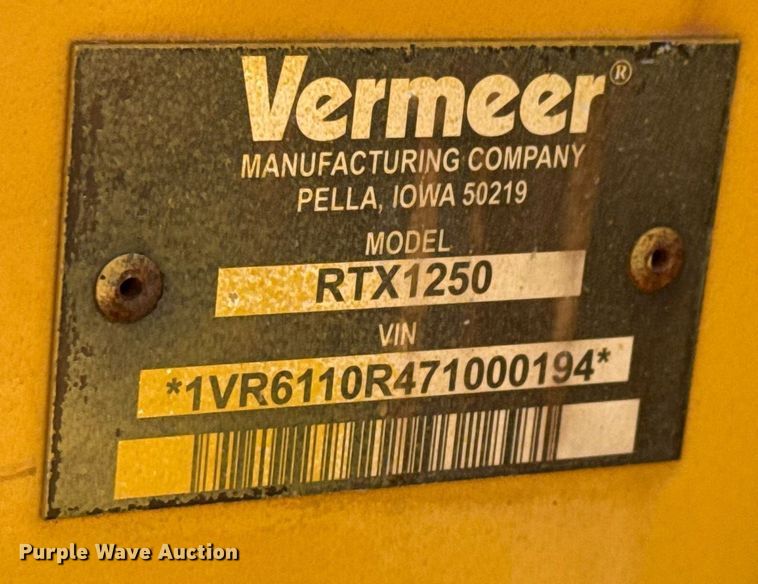 Vermeer®
MANUFACTURING COMPANY
PELLA, IOWA 50219
MODEL
RTX1250
VIN
*1VR6110R471000194*
Purple Wave Auction